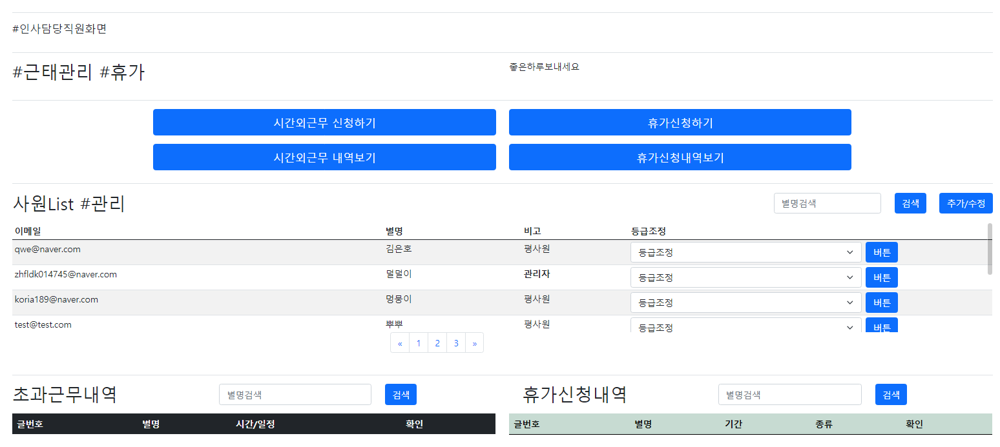 #인사담당직원화면
#근태관리 #휴가 좋은하루보내세요
시간외근무 신청하기 휴가신청하기
시간외근무 내역보기 휴가신청내역보기
사원List #관리 별명검색 검색 추가/수정
이메일 별명 비고 등급조정
qwe@naver.com 김은호 평사원 등급조정 버튼
zhfldk014745@naver.com 덜덜이 관리자 등급조정 버튼
koria189@naver.com 멍뭉이 평사원 등급조정 버튼
test@test.com 뿌뿌 평사원 등급조정 버튼
« 1 2 3 »
초과근무내역 별명검색 검색 휴가신청내역 별명검색 검색
글번호 별명 시간/일정 확인 글번호 별명 기간 종류 확인